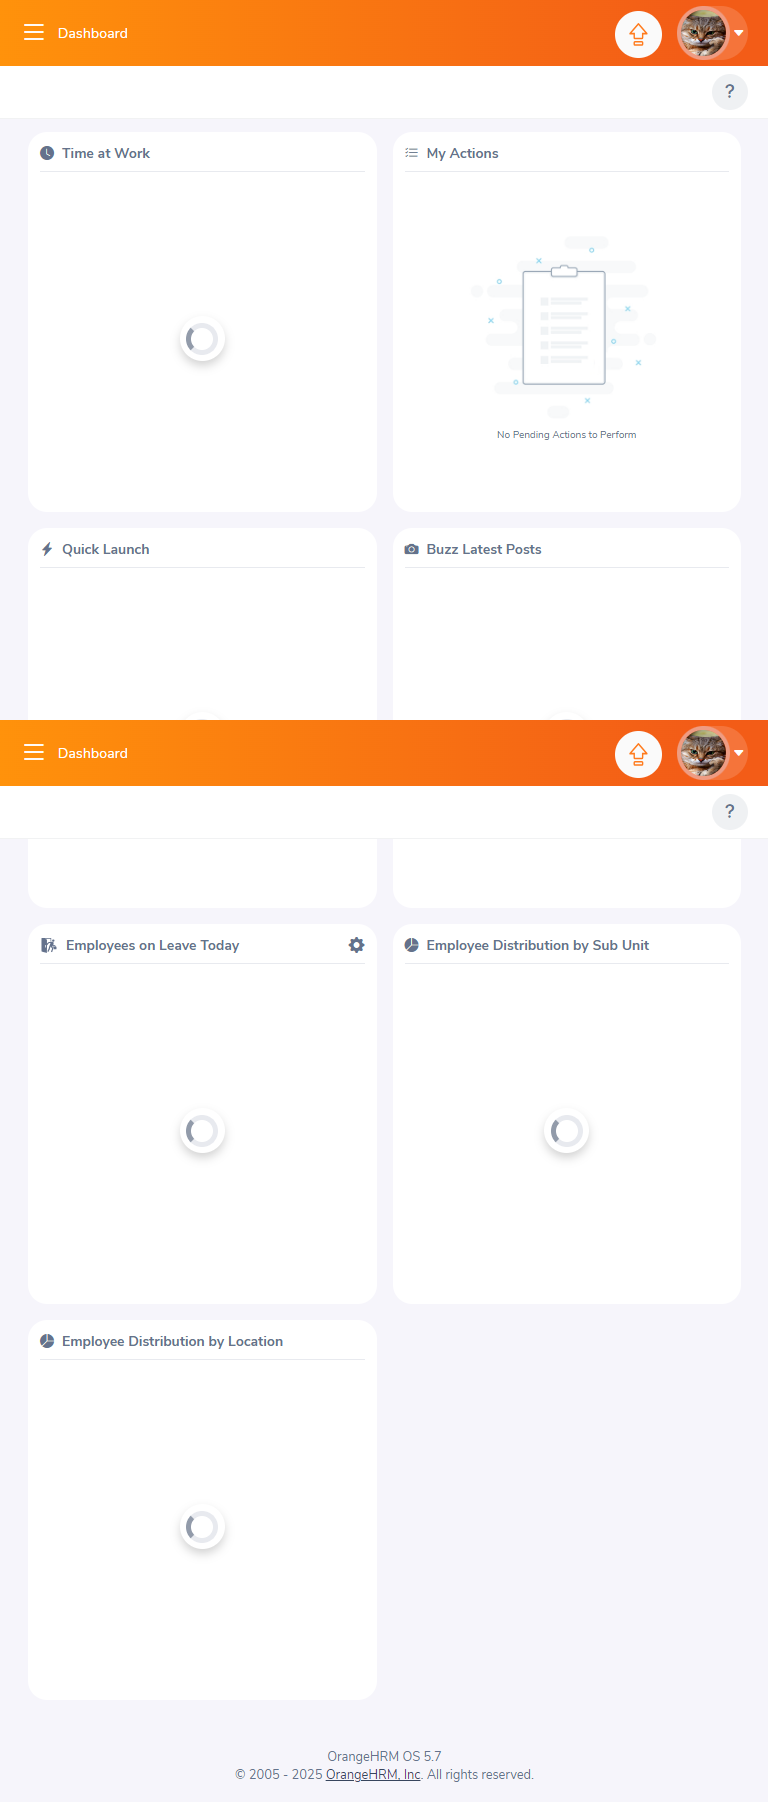 Dashboard
?
Time at Work
My Actions
No Pending Actions to Perform
Quick Launch
Buzz Latest Posts
Dashboard
?
Employees on Leave Today
Employee Distribution by Sub Unit
Employee Distribution by Location
OrangeHRM OS 5.7
© 2005 - 2025 OrangeHRM, Inc. All rights reserved.